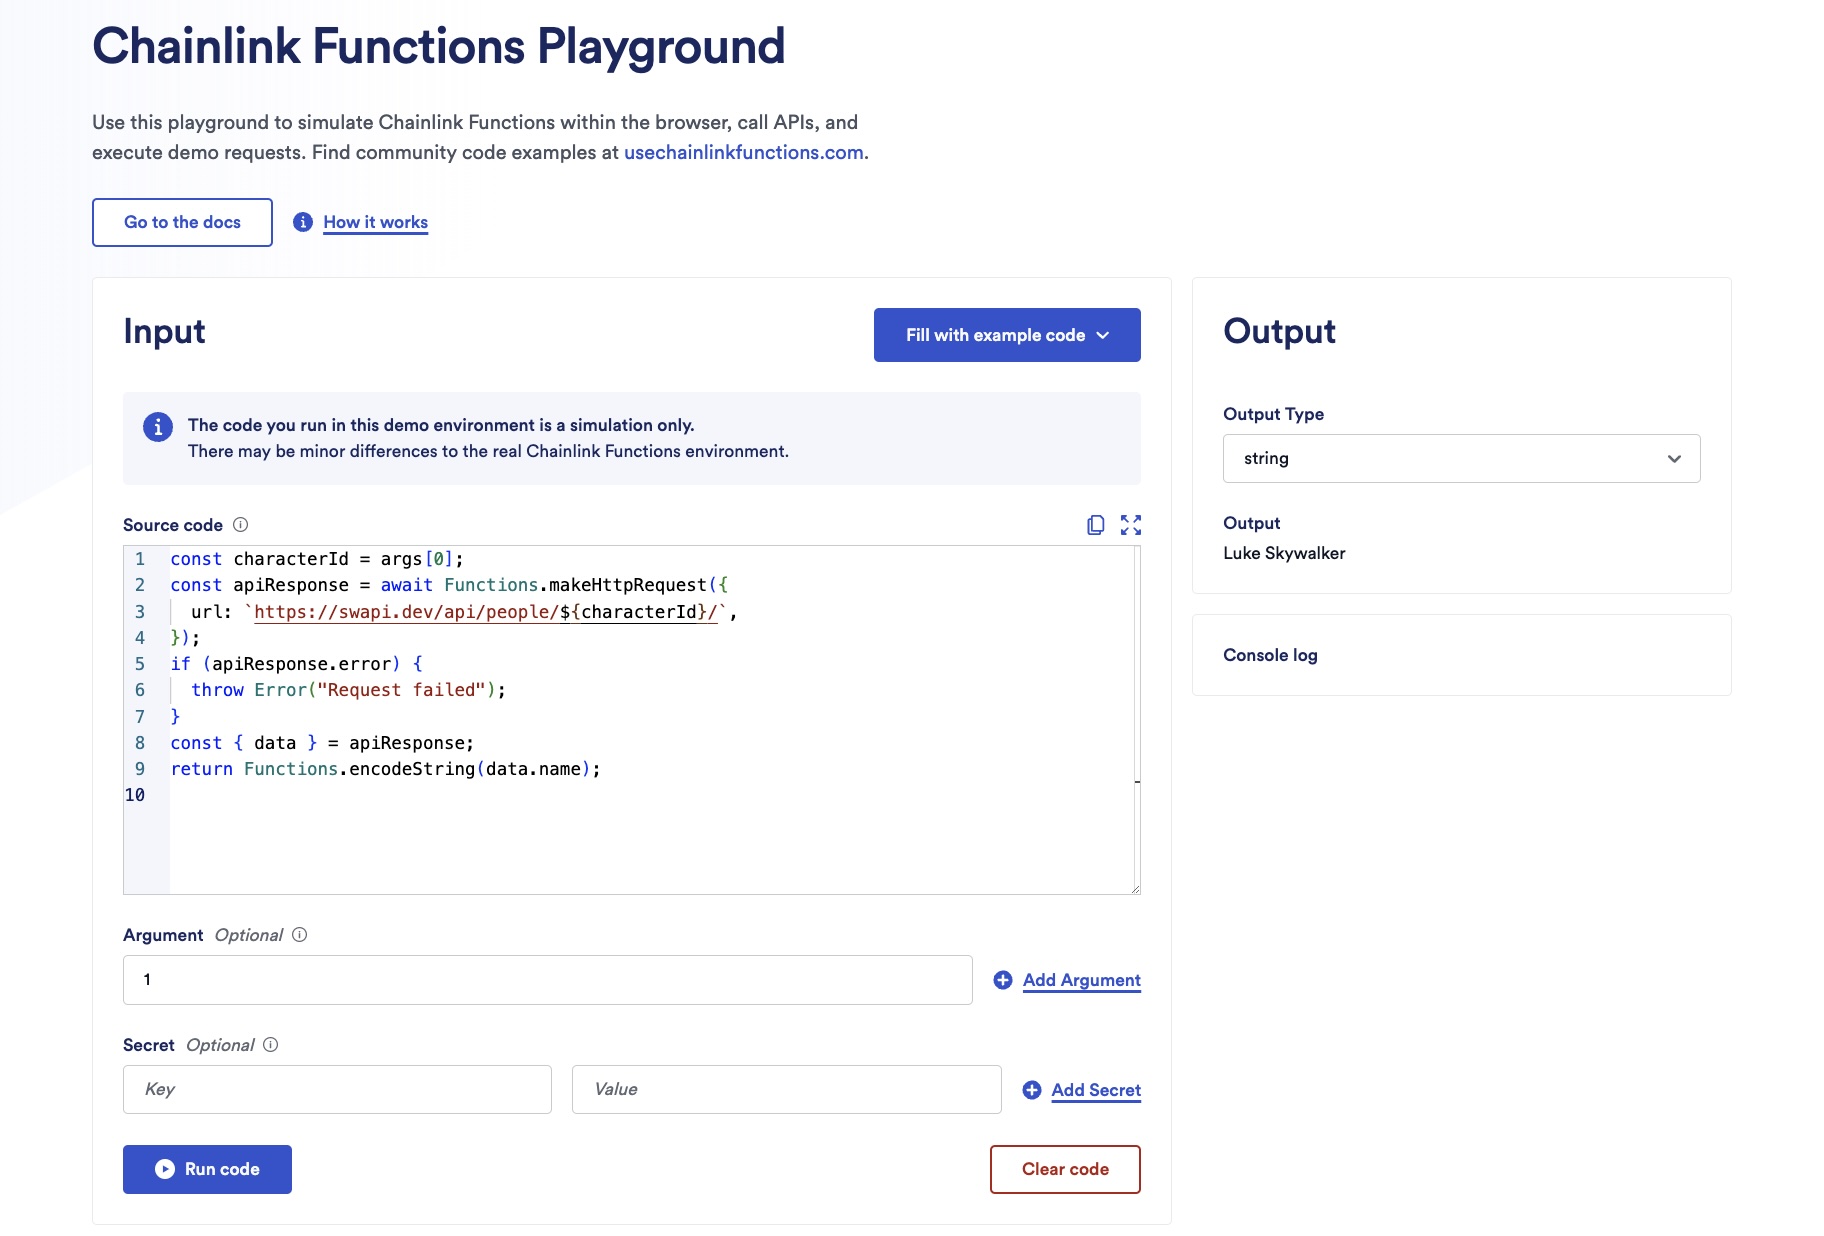 Chainlink Functions Playground
Use this playground to simulate Chainlink Functions within the browser, call APIs, and
execute demo requests. Find community code examples at usechainlinkfunctions.com.
Go to the docs
How it works
Input
Fill with example code
The code you run in this demo environment is a simulation only.
There may be minor differences to the real Chainlink Functions environment.
Source code
1 const characterId = args[0];
2 const apiResponse = await Functions.makeHttpRequest({
3   url: `https://swapi.dev/api/people/${characterId}/`,
4 });
5 if (apiResponse.error) {
6   throw Error("Request failed");
7 }
8 const { data } = apiResponse;
9 return Functions.encodeString(data.name);
10
Argument Optional
1
Add Argument
Secret Optional
Key
Value
Add Secret
Run code
Clear code
Output
Output Type
string
Output
Luke Skywalker
Console log